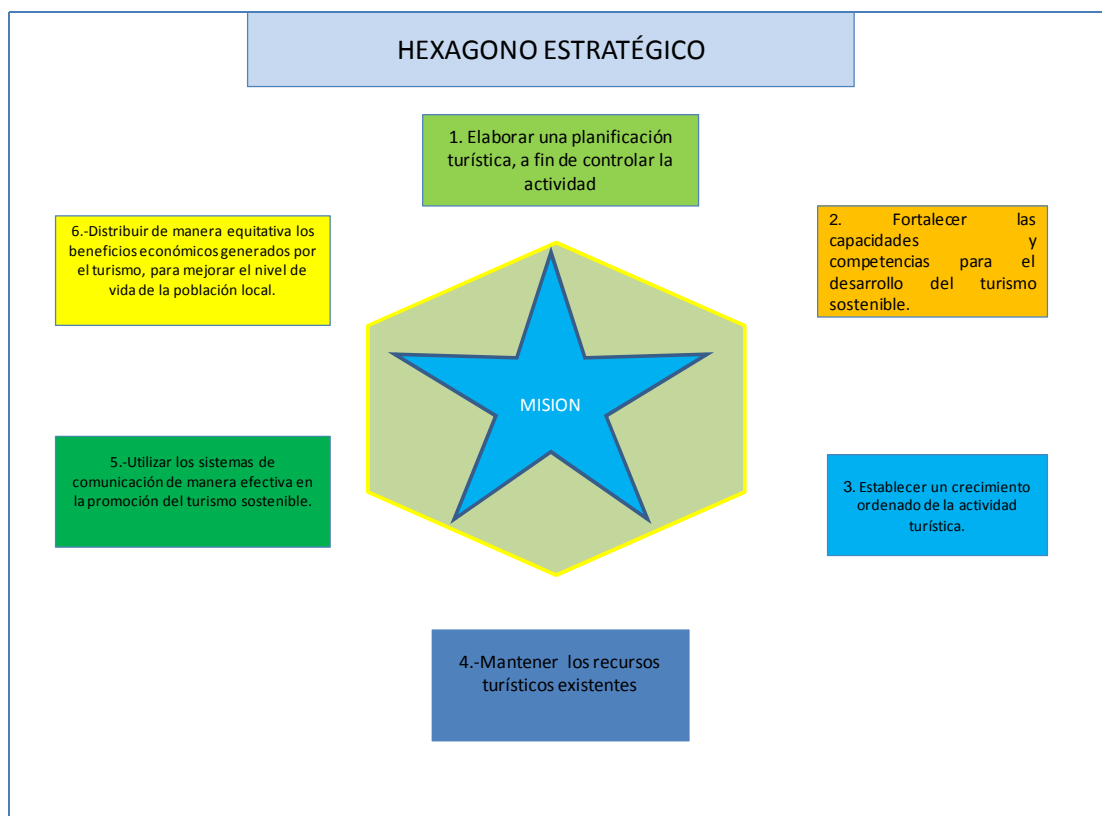 HEXAGONO ESTRATÉGICO
1. Elaborar una planificación
turística, a fin de controlar la
actividad
2. Fortalecer las
capacidades y
competencias para el
desarrollo del turismo
sostenible.
3. Establecer un crecimiento
ordenado de la actividad
turística.
4.-Mantener los recursos
turísticos existentes
5.-Utilizar los sistemas de
comunicación de manera efectiva en
la promoción del turismo sostenible.
6.-Distribuir de manera equitativa los
beneficios económicos generados por
el turismo, para mejorar el nivel de
vida de la población local.
MISION